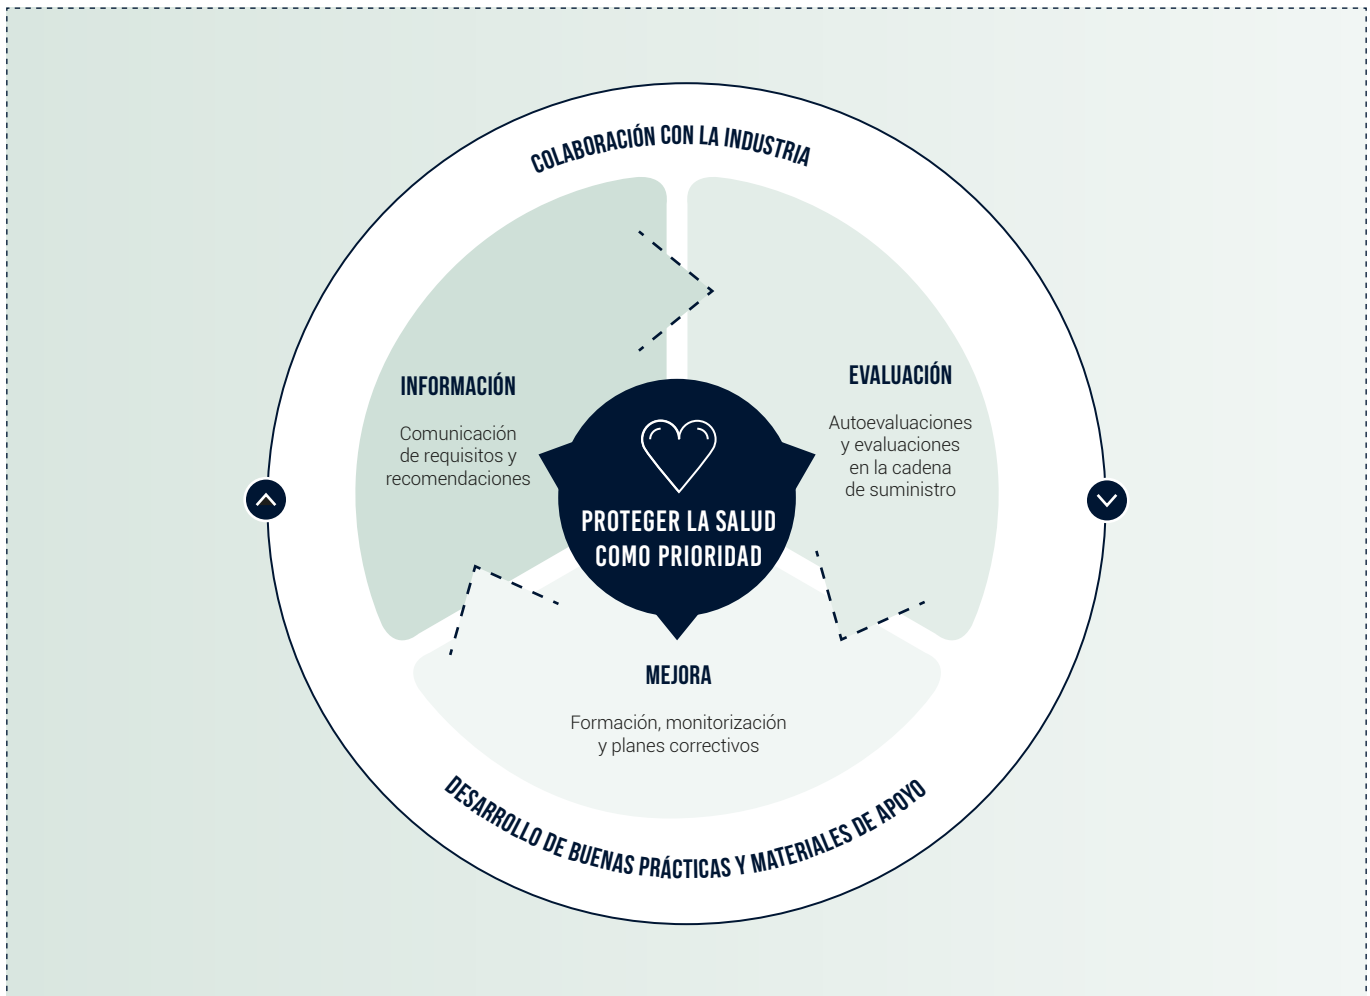 COLABORACIÓN CON LA INDUSTRIA
INFORMACIÓN
Comunicación
de requisitos y
recomendaciones
EVALUACIÓN
Autoevaluaciones
y evaluaciones
en la cadena
de suministro
PROTEGER LA SALUD
COMO PRIORIDAD
MEJORA
Formación, monitorización
y planes correctivos
DESARROLLO DE BUENAS PRÁCTICAS Y MATERIALES DE APOYO